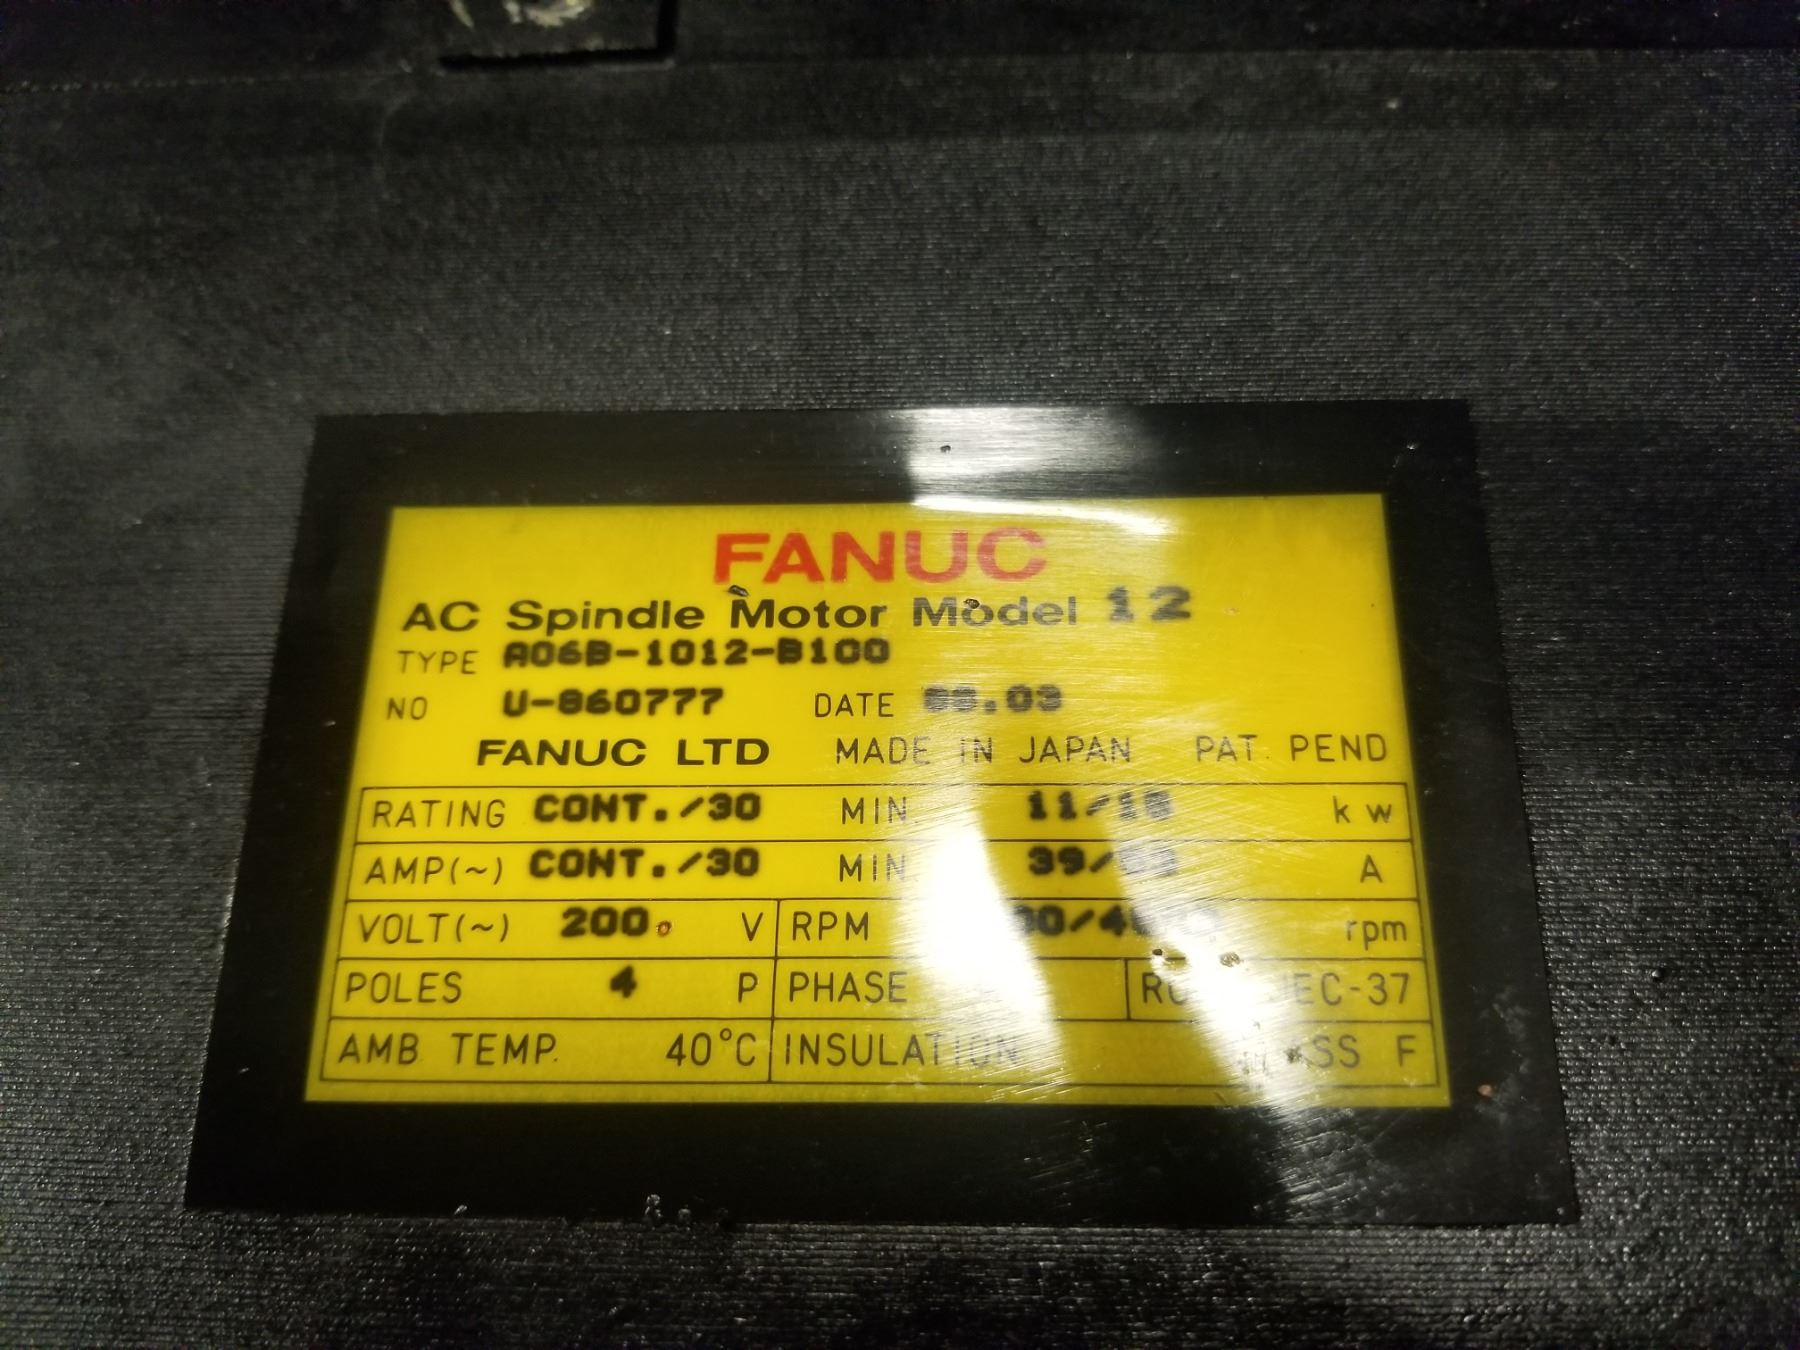 FANUC
AC Spindle Motor Model 12
TYPE A06B-1012-B100
NO U-860777 DATE
FANUC LTD MADE IN JAPAN PAT. PEND
RATING CONT./30 MIN. kw
AMP(~) CONT./30 MIN. A
VOLT(~) 200 V RPM rpm
POLES 4 P PHASE JEC-37
AMB TEMP. 40°C INSULATION F